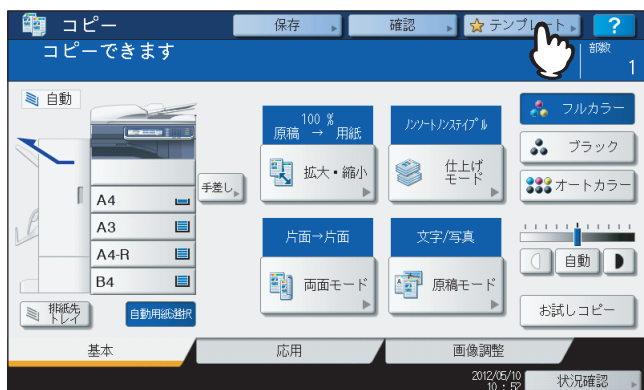 コピー
保存
確認
テンプレート
?
コピーできます
部数
1
自動
100 %
原稿 → 用紙
ﾉﾝｿｰﾄﾉﾝｽﾃｲﾌﾟﾙ
フルカラー
拡大・縮小
仕上げ
モード
ブラック
オートカラー
手差し
A4
A3
A4-R
B4
片面→片面
文字/写真
両面モード
原稿モード
自動
排紙先
トレイ
自動用紙選択
お試しコピー
基本
応用
画像調整
2012/05/10
10 : 52
状況確認